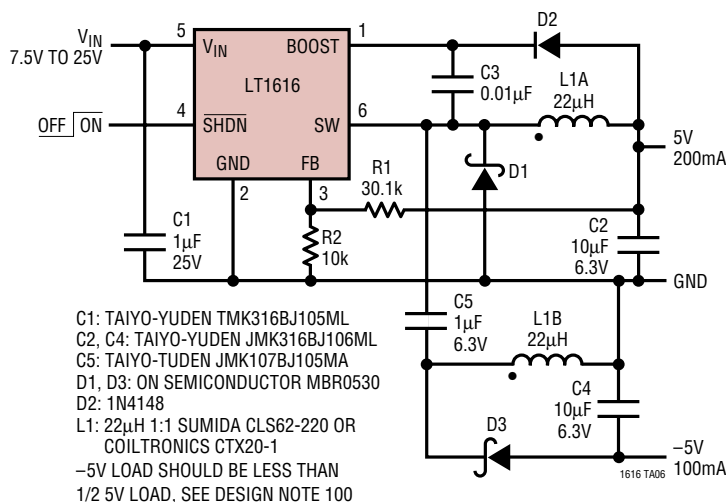 VIN
7.5V TO 25V
5
VIN
BOOST
1
D2
LT1616
C3
0.01µF
L1A
22µH
OFF ON
4
SHDN
SW
6
5V
200mA
GND
FB
R1
30.1k
D1
2
3
C1
1µF
25V
R2
10k
C2
10µF
6.3V
GND
C5
1µF
6.3V
L1B
22µH
C4
10µF
6.3V
D3
–5V
100mA
C1: TAIYO-YUDEN TMK316BJ105ML
C2, C4: TAIYO-YUDEN JMK316BJ106ML
C5: TAIYO-TUDEN JMK107BJ105MA
D1, D3: ON SEMICONDUCTOR MBR0530
D2: 1N4148
L1: 22µH 1:1 SUMIDA CLS62-220 OR
COILTRONICS CTX20-1
–5V LOAD SHOULD BE LESS THAN
1/2 5V LOAD, SEE DESIGN NOTE 100
1616 TA06